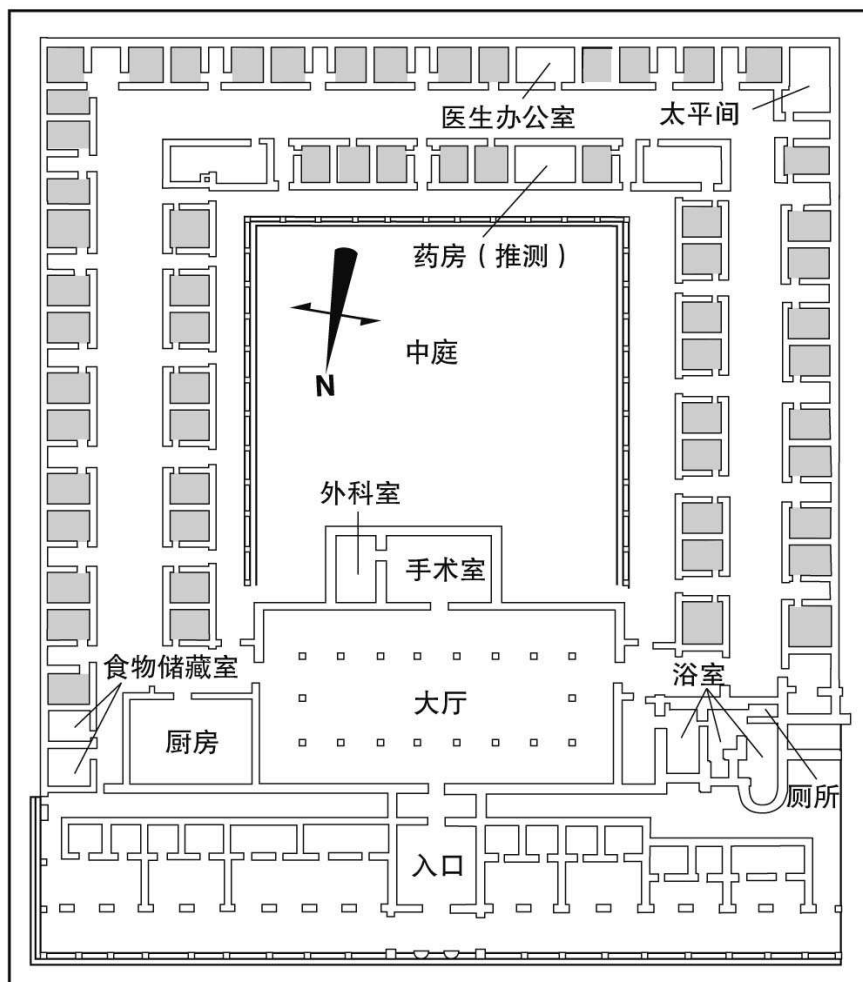 医生办公室
太平间
药房（推测）
中庭
N
外科室
手术室
食物储藏室
浴室
大厅
厨房
厕所
入口